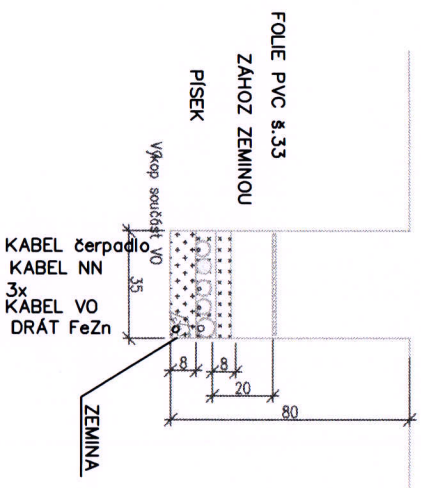 FOLIE PVC š.33
ZÁHOZ ZEMINOU
PÍSEK
Výkop součást VO
KABEL čerpadlo
KABEL NN
3x
KABEL VO
DRÁT FeZn
35
8
8
20
80
ZEMINA